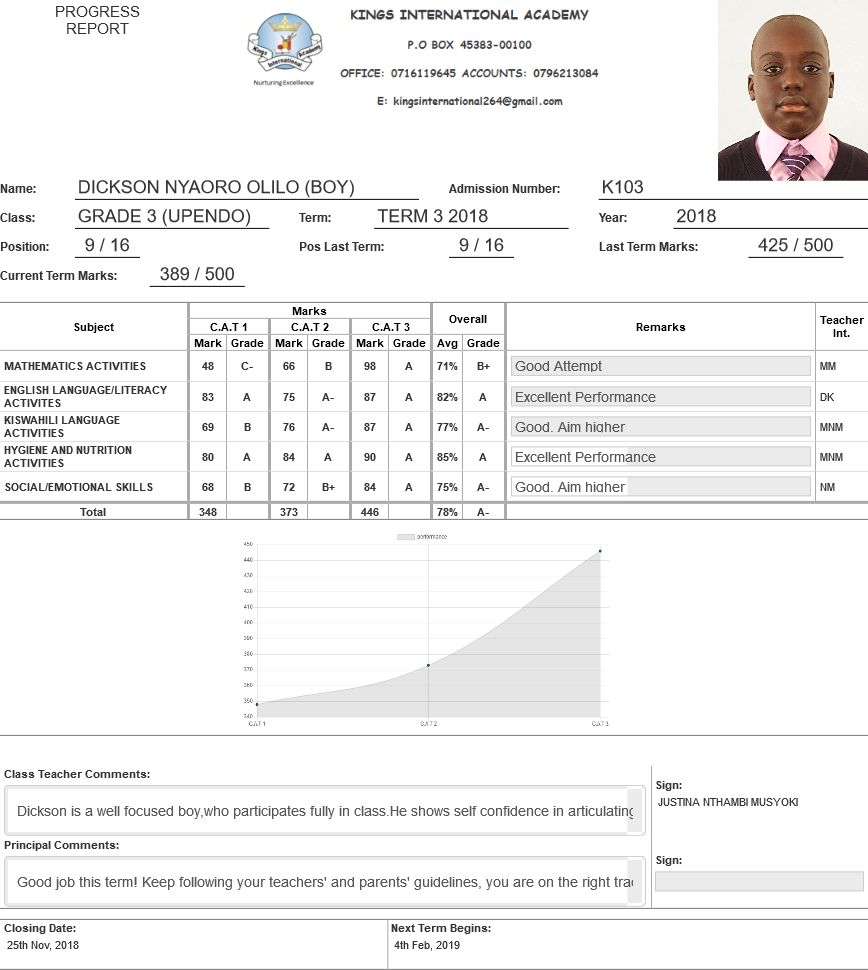 PROGRESS
REPORT
KINGS INTERNATIONAL ACADEMY
P.O BOX 45383-00100
OFFICE: 0716119645 ACCOUNTS: 0796213084
E: kingsinternational264@gmail.com
Kings International Academy
Nurturing Excellence
Name: DICKSON NYAORO OLILO (BOY) Admission Number: K103
Class: GRADE 3 (UPENDO) Term: TERM 3 2018 Year: 2018
Position: 9 / 16 Pos Last Term: 9 / 16 Last Term Marks: 425 / 500
Current Term Marks: 389 / 500
Subject Marks Overall Remarks Teacher Int.
C.A.T 1 C.A.T 2 C.A.T 3
Mark Grade Mark Grade Mark Grade Avg Grade
MATHEMATICS ACTIVITIES 48 C- 66 B 98 A 71% B+ Good Attempt MM
ENGLISH LANGUAGE/LITERACY ACTIVITES 83 A 75 A- 87 A 82% A Excellent Performance DK
KISWAHILI LANGUAGE ACTIVITIES 69 B 76 A- 87 A 77% A- Good. Aim higher MNM
HYGIENE AND NUTRITION ACTIVITIES 80 A 84 A 90 A 85% A Excellent Performance MNM
SOCIAL/EMOTIONAL SKILLS 68 B 72 B+ 84 A 75% A- Good. Aim higher NM
Total 348 373 446 78% A-
performance
450
440
430
420
410
400
390
380
370
360
350
340
CAT1 CAT2 CAT3
Class Teacher Comments:
Dickson is a well focused boy,who participates fully in class.He shows self confidence in articulating
Sign:
JUSTINA NTHAMBI MUSYOKI
Principal Comments:
Good job this term! Keep following your teachers' and parents' guidelines, you are on the right
Sign:
Closing Date:
25th Nov, 2018
Next Term Begins:
4th Feb, 2019